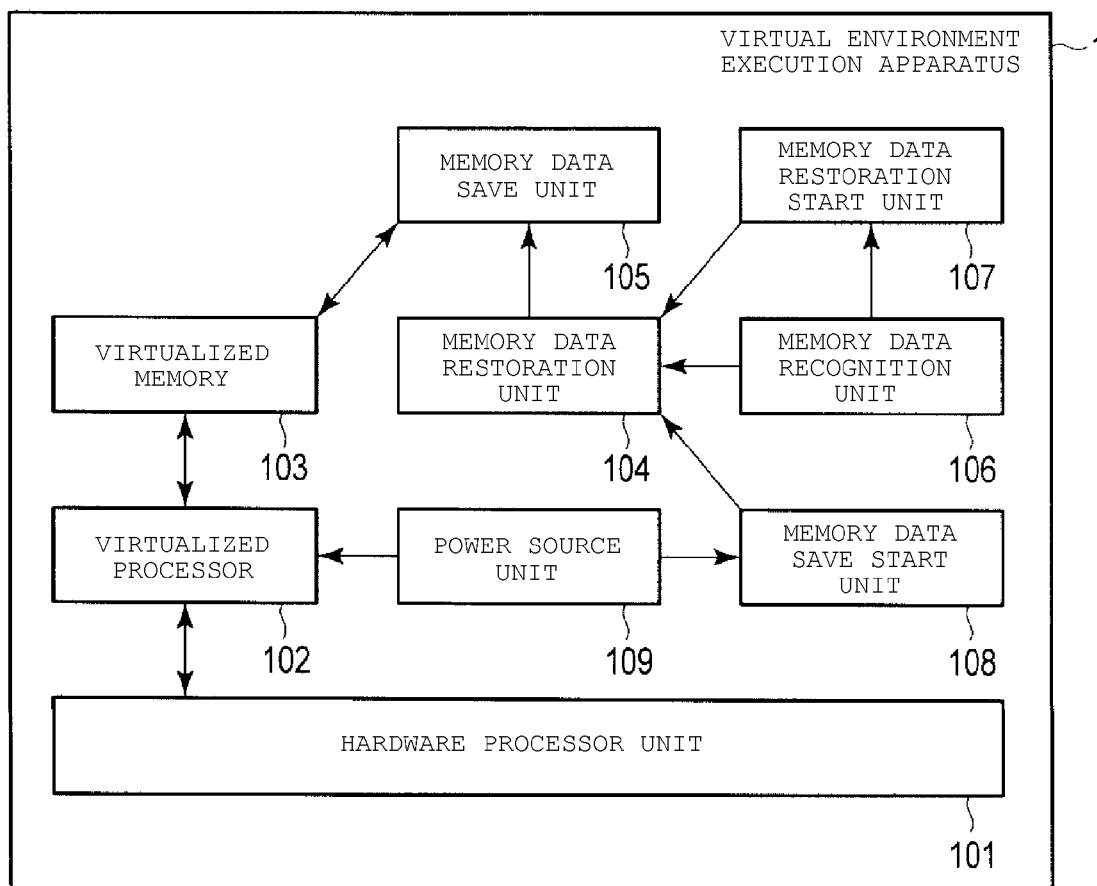 VIRTUAL ENVIRONMENT
EXECUTION APPARATUS
MEMORY DATA
SAVE UNIT
105
MEMORY DATA
RESTORATION
START UNIT
107
VIRTUALIZED
MEMORY
103
MEMORY DATA
RESTORATION
UNIT
104
MEMORY DATA
RECOGNITION
UNIT
106
VIRTUALIZED
PROCESSOR
102
POWER SOURCE
UNIT
109
MEMORY DATA
SAVE START
UNIT
108
HARDWARE PROCESSOR UNIT
101